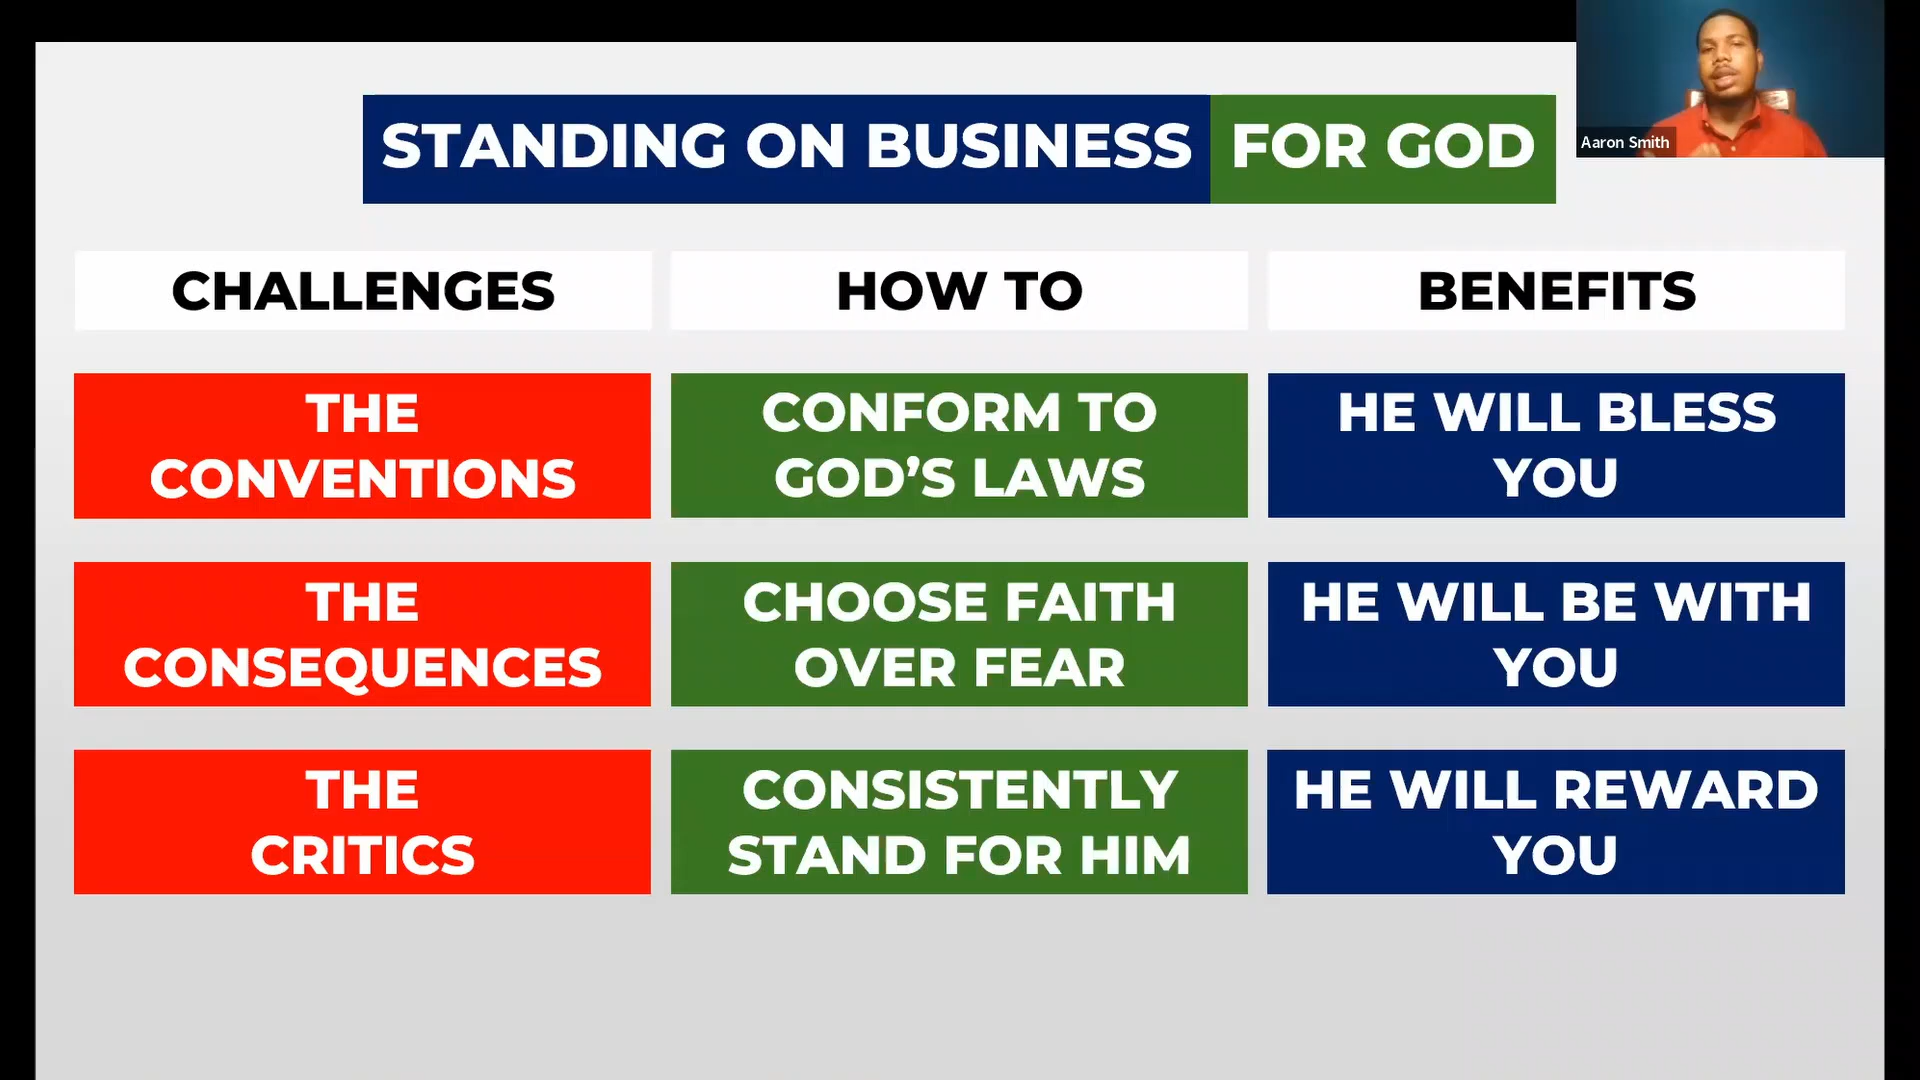 STANDING ON BUSINESS FOR GOD
Aaron Smith
CHALLENGES
HOW TO
BENEFITS
THE
CONVENTIONS
CONFORM TO
GOD’S LAWS
HE WILL BLESS
YOU
THE
CONSEQUENCES
CHOOSE FAITH
OVER FEAR
HE WILL BE WITH
YOU
THE
CRITICS
CONSISTENTLY
STAND FOR HIM
HE WILL REWARD
YOU